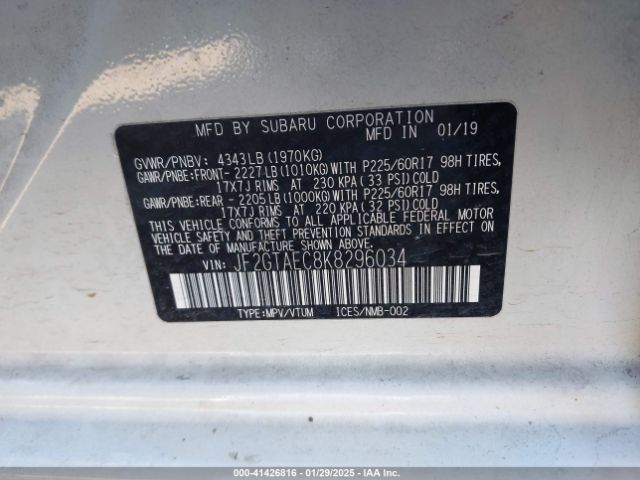 MFD BY SUBARU CORPORATION
MFD IN 01/19
GVWR/PNBV: 4343LB(1970KG)
GAWR/PNBE:FRONT- 2227LB(1010KG)WITH P225/60R17 98H TIRES,
17X7J RIMS AT 230 KPA(33 PSI)COLD
GAWR/PNBE:REAR - 2205LB(1000KG)WITH P225/60R17 98H TIRES,
17X7J RIMS AT 220 KPA(32 PSI)COLD
THIS VEHICLE CONFORMS TO ALL APPLICABLE FEDERAL MOTOR
VEHICLE SAFETY AND THEFT PREVENTION STANDARDS IN EFFECT ON
THE DATE OF MANUFACTURE SHOWN ABOVE.
VIN: JF2GTAEC8K8296034
TYPE:MPV/VTUM ICES/NMB-002
000-41426816 - 01/29/2025 - IAA Inc.